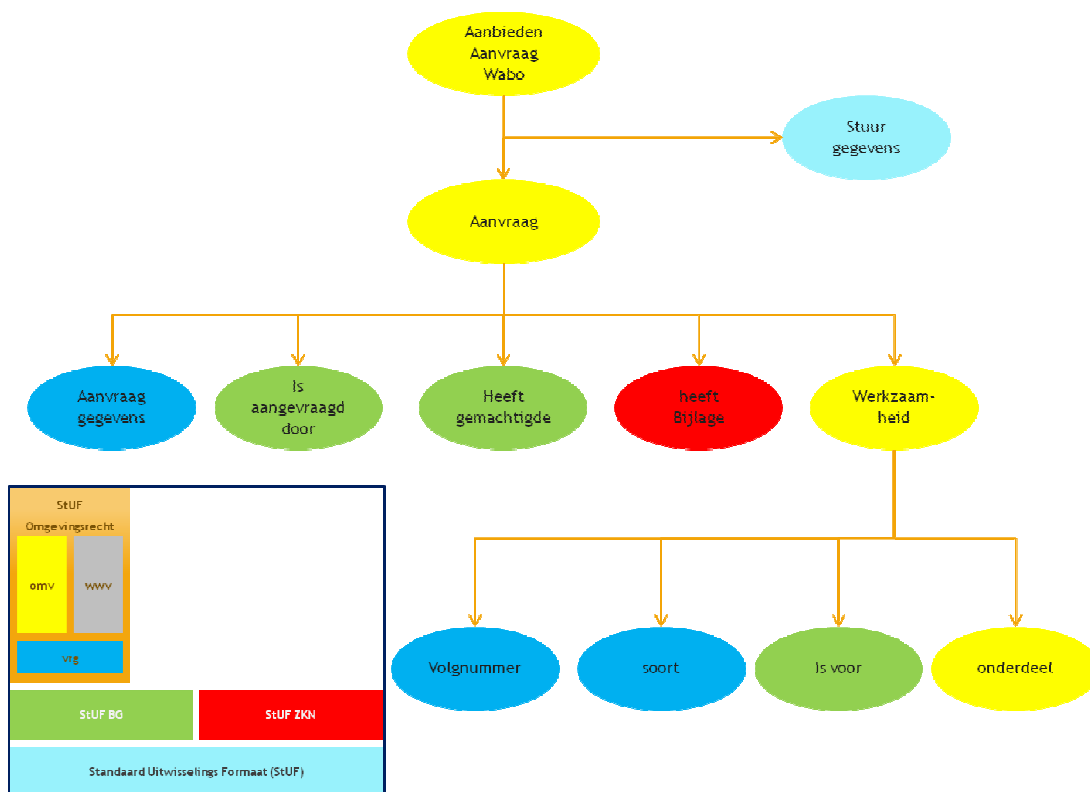 Aanbieden
Aanvraag
Wabo
Stuur
gegevens
Aanvraag
Aanvraag
gegevens
Is
aangevraagd
door
Heeft
gemachtigde
heeft
Bijlage
Werkzaam-
heid
StUF
Omgevingsrecht
omv
wwv
vrg
StUF BG
StUF ZKN
Standaard Uitwisselings Formaat (StUF)
Volgnummer
soort
Is voor
onderdeel